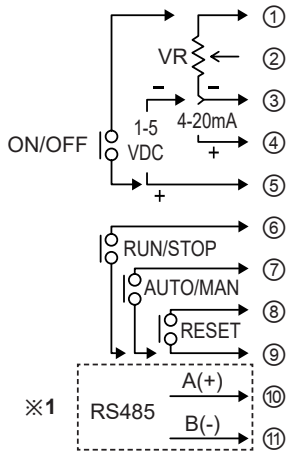 ①
VR ②
− − ③
1-5 4-20mA
ON/OFF VDC + ④
+ ⑤
⑥
RUN/STOP
⑦
AUTO/MAN
⑧
RESET
⑨
A(+)
※1 RS485 ⑩
B(-)
⑪